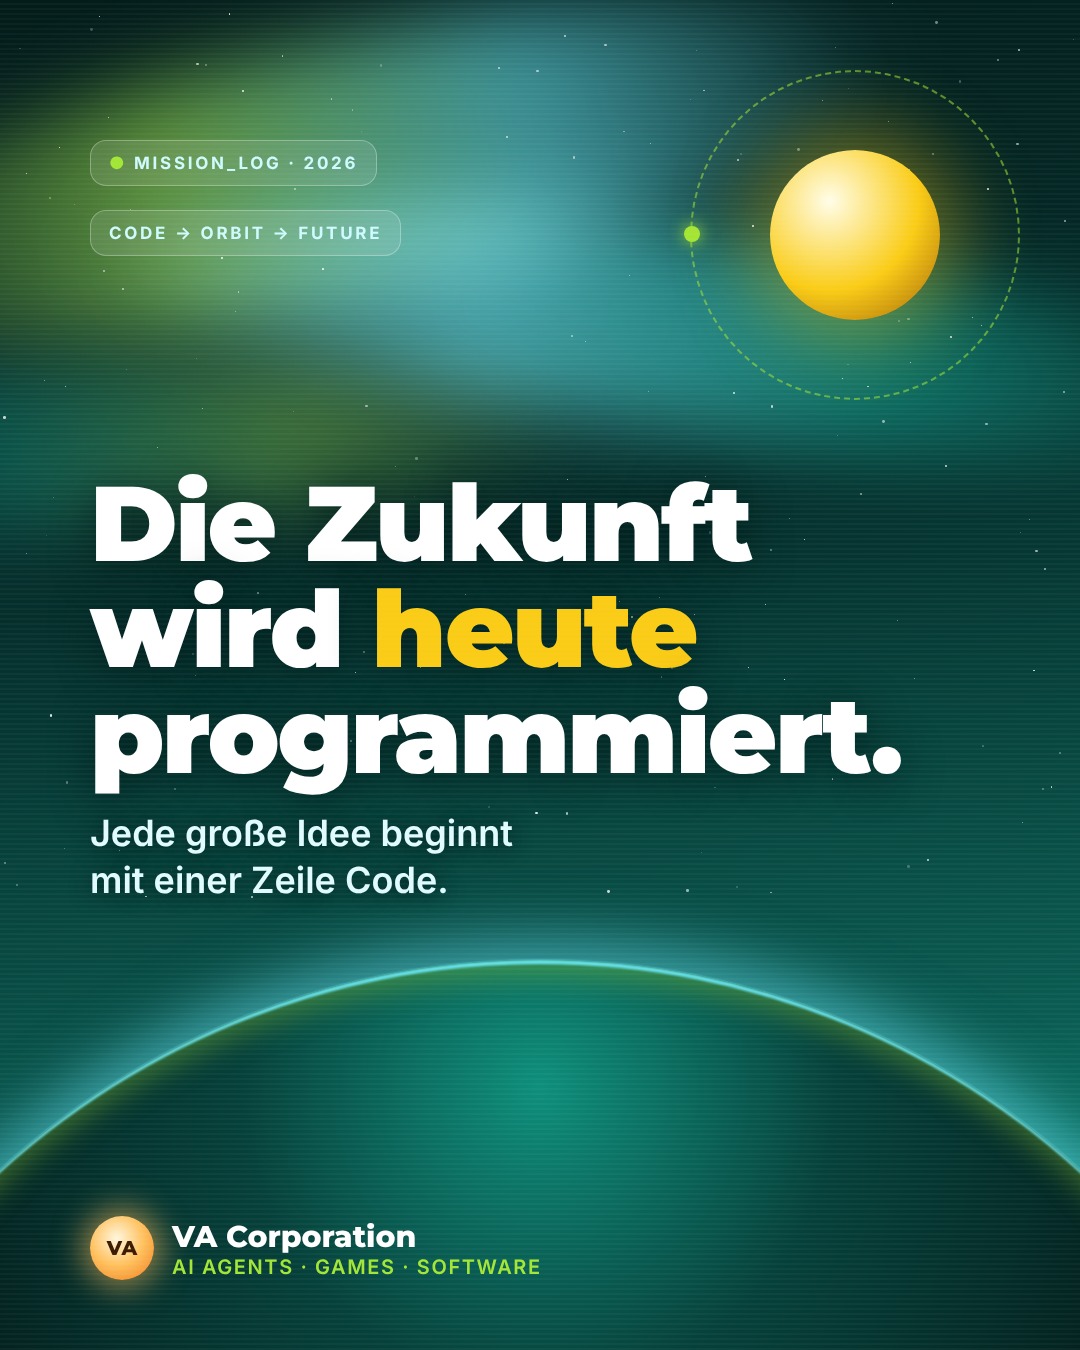 MISSION_LOG · 2026
CODE → ORBIT → FUTURE
Die Zukunft
wird heute
programmiert.
Jede große Idee beginnt
mit einer Zeile Code.
VA
VA Corporation
AI AGENTS · GAMES · SOFTWARE